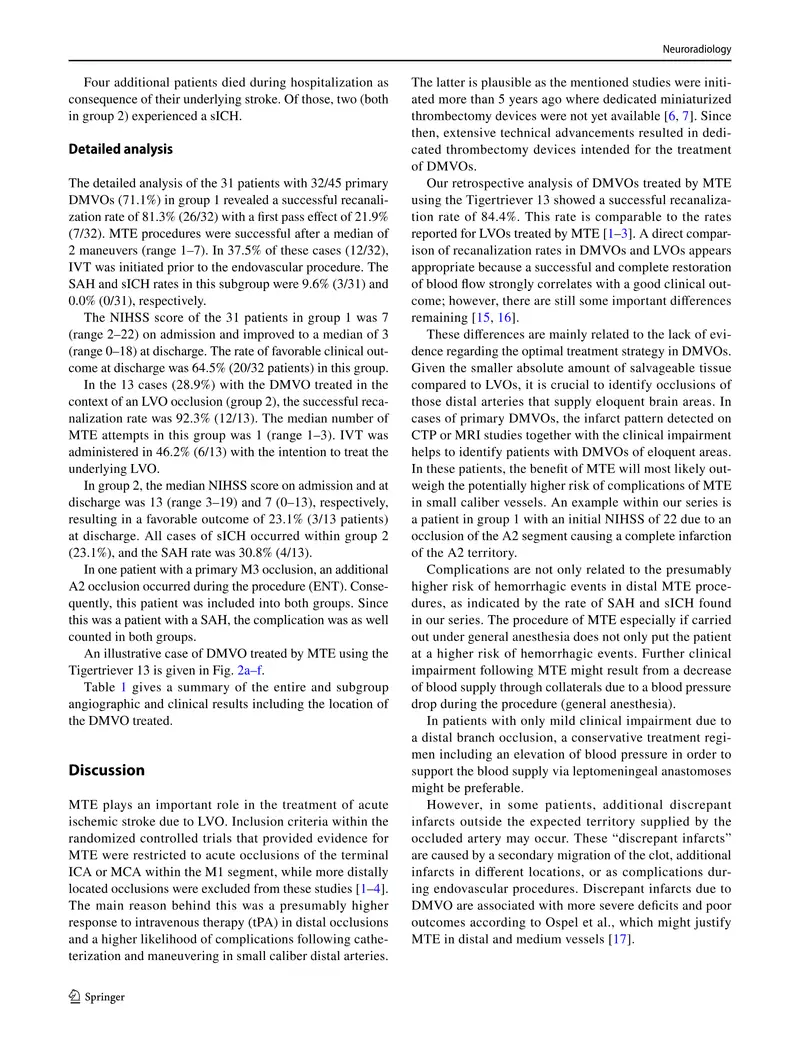 Neuroradiology
Four additional patients died during hospitalization as
consequence of their underlying stroke. Of those, two (both
in group 2) experienced a sICH.
Detailed analysis
The detailed analysis of the 31 patients with 32/45 primary
DMVOs (71.1%) in group 1 revealed a successful recanali-
zation rate of 81.3% (26/32) with a first pass effect of 21.9%
(7/32). MTE procedures were successful after a median of
2 maneuvers (range 1–7). In 37.5% of these cases (12/32),
IVT was initiated prior to the endovascular procedure. The
SAH and sICH rates in this subgroup were 9.6% (3/31) and
0.0% (0/31), respectively.
The NIHSS score of the 31 patients in group 1 was 7
(range 2–22) on admission and improved to a median of 3
(range 0–18) at discharge. The rate of favorable clinical out-
come at discharge was 64.5% (20/32 patients) in this group.
In the 13 cases (28.9%) with the DMVO treated in the
context of an LVO occlusion (group 2), the successful reca-
nalization rate was 92.3% (12/13). The median number of
MTE attempts in this group was 1 (range 1–3). IVT was
administered in 46.2% (6/13) with the intention to treat the
underlying LVO.
In group 2, the median NIHSS score on admission and at
discharge was 13 (range 3–19) and 7 (0–13), respectively,
resulting in a favorable outcome of 23.1% (3/13 patients)
at discharge. All cases of sICH occurred within group 2
(23.1%), and the SAH rate was 30.8% (4/13).
In one patient with a primary M3 occlusion, an additional
A2 occlusion occurred during the procedure (ENT). Conse-
quently, this patient was included into both groups. Since
this was a patient with a SAH, the complication was as well
counted in both groups.
An illustrative case of DMVO treated by MTE using the
Tigertriever 13 is given in Fig. 2a–f.
Table 1 gives a summary of the entire and subgroup
angiographic and clinical results including the location of
the DMVO treated.
Discussion
MTE plays an important role in the treatment of acute
ischemic stroke due to LVO. Inclusion criteria within the
randomized controlled trials that provided evidence for
MTE were restricted to acute occlusions of the terminal
ICA or MCA within the M1 segment, while more distally
located occlusions were excluded from these studies [1–4].
The main reason behind this was a presumably higher
response to intravenous therapy (tPA) in distal occlusions
and a higher likelihood of complications following cathe-
terization and maneuvering in small caliber distal arteries.
The latter is plausible as the mentioned studies were initi-
ated more than 5 years ago where dedicated miniaturized
thrombectomy devices were not yet available [6, 7]. Since
then, extensive technical advancements resulted in dedi-
cated thrombectomy devices intended for the treatment
of DMVOs.
Our retrospective analysis of DMVOs treated by MTE
using the Tigertriever 13 showed a successful recanaliza-
tion rate of 84.4%. This rate is comparable to the rates
reported for LVOs treated by MTE [1–3]. A direct compar-
ison of recanalization rates in DMVOs and LVOs appears
appropriate because a successful and complete restoration
of blood flow strongly correlates with a good clinical out-
come; however, there are still some important differences
remaining [15, 16].
These differences are mainly related to the lack of evi-
dence regarding the optimal treatment strategy in DMVOs.
Given the smaller absolute amount of salvageable tissue
compared to LVOs, it is crucial to identify occlusions of
those distal arteries that supply eloquent brain areas. In
cases of primary DMVOs, the infarct pattern detected on
CTP or MRI studies together with the clinical impairment
helps to identify patients with DMVOs of eloquent areas.
In these patients, the benefit of MTE will most likely out-
weigh the potentially higher risk of complications of MTE
in small caliber vessels. An example within our series is
a patient in group 1 with an initial NIHSS of 22 due to an
occlusion of the A2 segment causing a complete infarction
of the A2 territory.
Complications are not only related to the presumably
higher risk of hemorrhagic events in distal MTE proce-
dures, as indicated by the rate of SAH and sICH found
in our series. The procedure of MTE especially if carried
out under general anesthesia does not only put the patient
at a higher risk of hemorrhagic events. Further clinical
impairment following MTE might result from a decrease
of blood supply through collaterals due to a blood pressure
drop during the procedure (general anesthesia).
In patients with only mild clinical impairment due to
a distal branch occlusion, a conservative treatment regi-
men including an elevation of blood pressure in order to
support the blood supply via leptomeningeal anastomoses
might be preferable.
However, in some patients, additional discrepant
infarcts outside the expected territory supplied by the
occluded artery may occur. These “discrepant infarcts”
are caused by a secondary migration of the clot, additional
infarcts in different locations, or as complications dur-
ing endovascular procedures. Discrepant infarcts due to
DMVO are associated with more severe deficits and poor
outcomes according to Ospel et al., which might justify
MTE in distal and medium vessels [17].
Springer